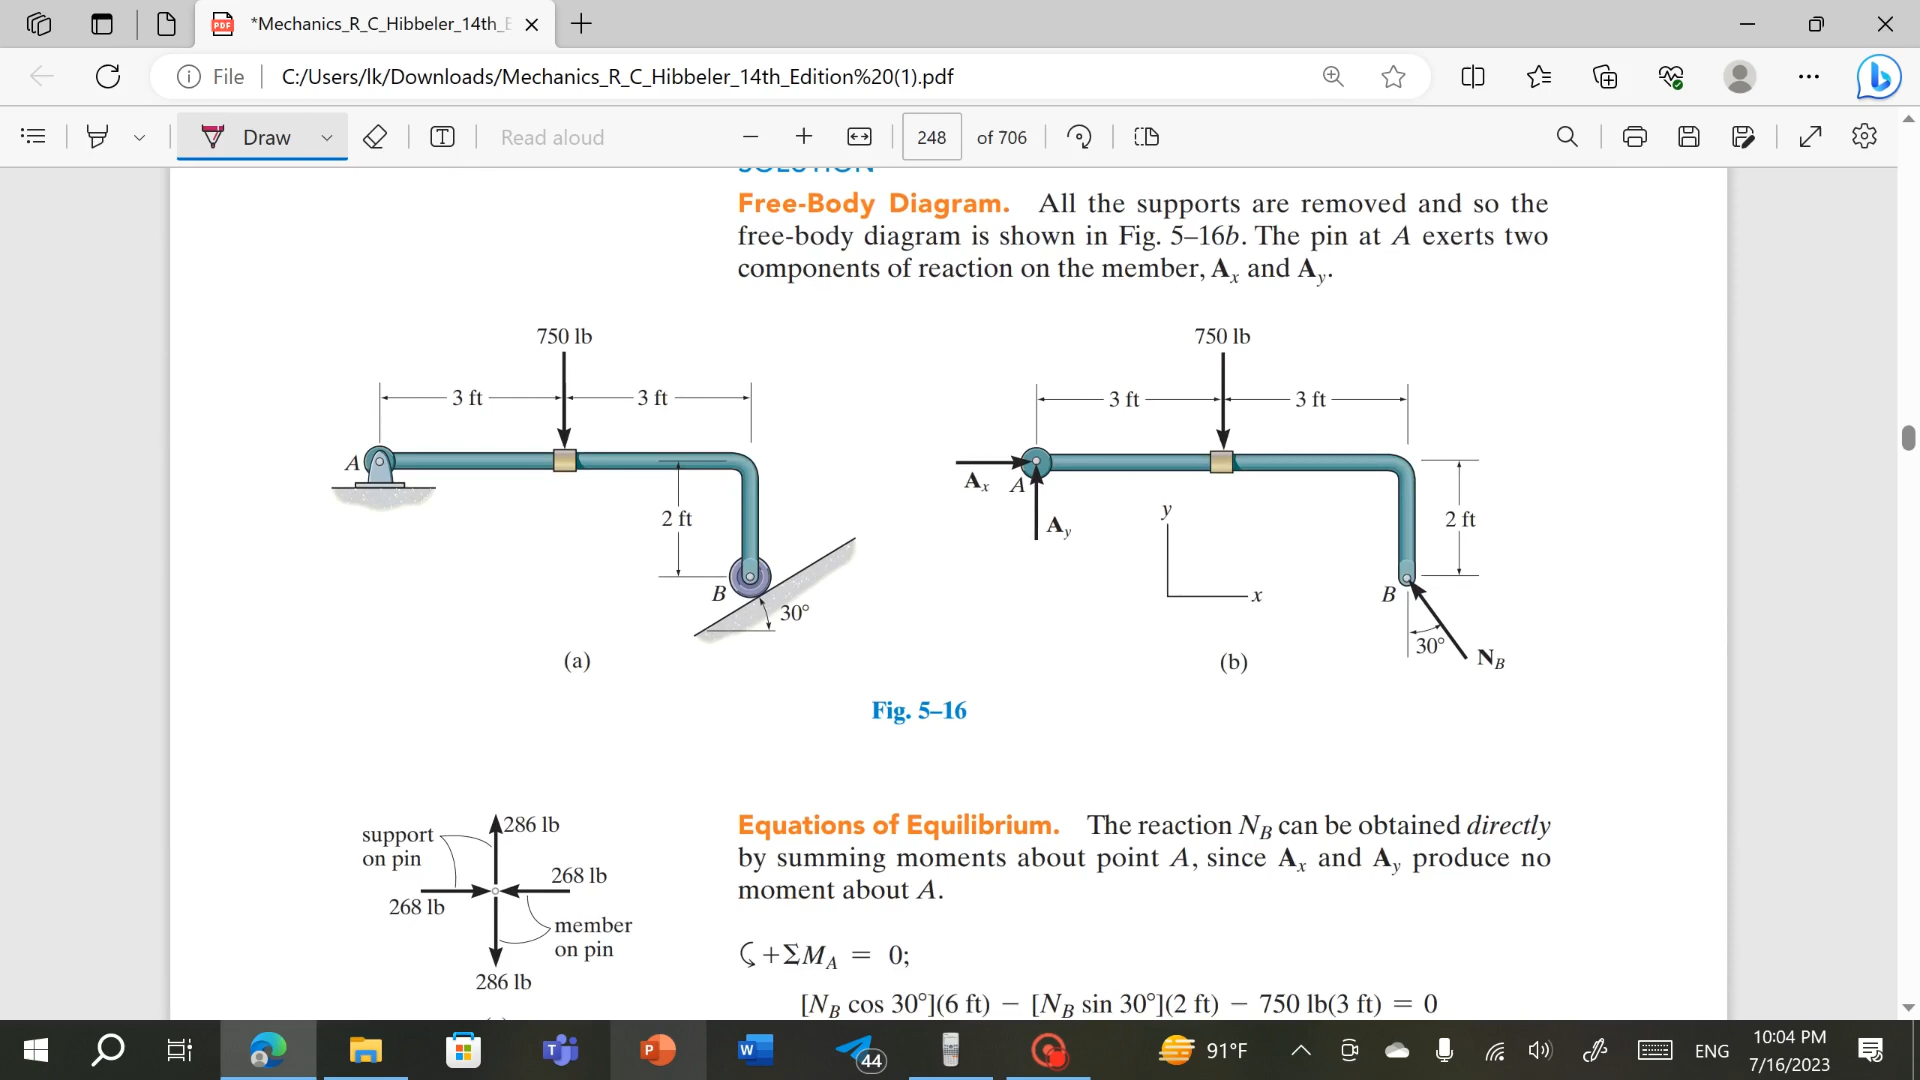 *Mechanics_R_C_Hibbeler_14th_E
File
C:/Users/lk/Downloads/Mechanics_R_C_Hibbeler_14th_Edition%20(1).pdf
Draw
Read aloud
248
of 706
SOLUTION
Free-Body Diagram. All the supports are removed and so the
free-body diagram is shown in Fig. 5–16b. The pin at A exerts two
components of reaction on the member, Ax and Ay.
750 lb
3 ft
3 ft
A
2 ft
B
30°
(a)
750 lb
3 ft
3 ft
Ax
A
Ay
y
x
2 ft
B
30°
NB
(b)
Fig. 5–16
support
on pin
286 lb
268 lb
268 lb
member
on pin
286 lb
Equations of Equilibrium. The reaction NB can be obtained directly
by summing moments about point A, since Ax and Ay produce no
moment about A.
⤹+ΣMA = 0;
[NB cos 30°](6 ft) − [NB sin 30°](2 ft) − 750 lb(3 ft) = 0
44
91°F
ENG
10:04 PM
7/16/2023